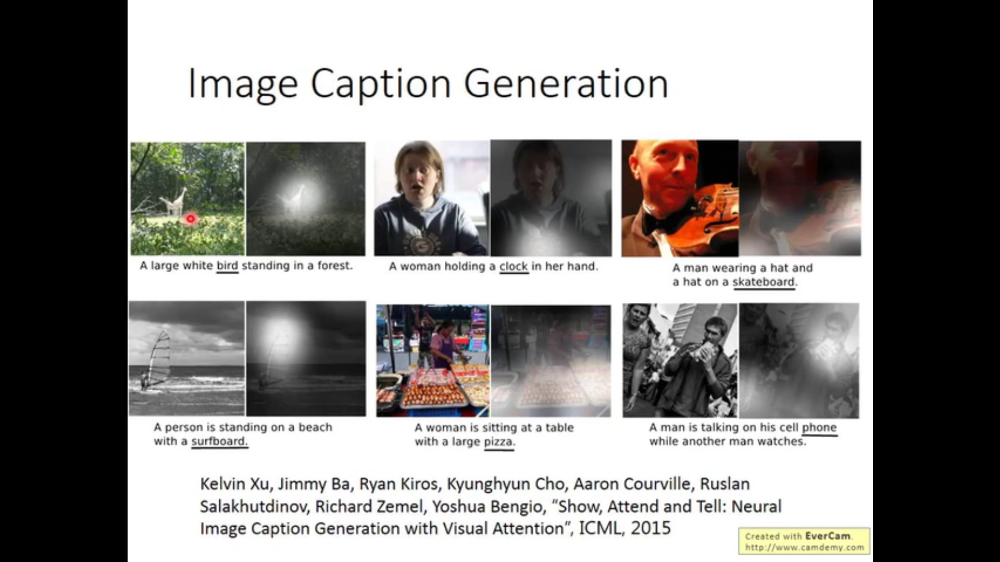 Image Caption Generation
A large white bird standing in a forest.
A woman holding a clock in her hand.
A man wearing a hat and
a hat on a skateboard.
A person is standing on a beach
with a surfboard.
A woman is sitting at a table
with a large pizza.
A man is talking on his cell phone
while another man watches.
Kelvin Xu, Jimmy Ba, Ryan Kiros, Kyunghyun Cho, Aaron Courville, Ruslan
Salakhutdinov, Richard Zemel, Yoshua Bengio, “Show, Attend and Tell: Neural
Image Caption Generation with Visual Attention”, ICML, 2015
Created with EverCam.
http://www.camdemy.com